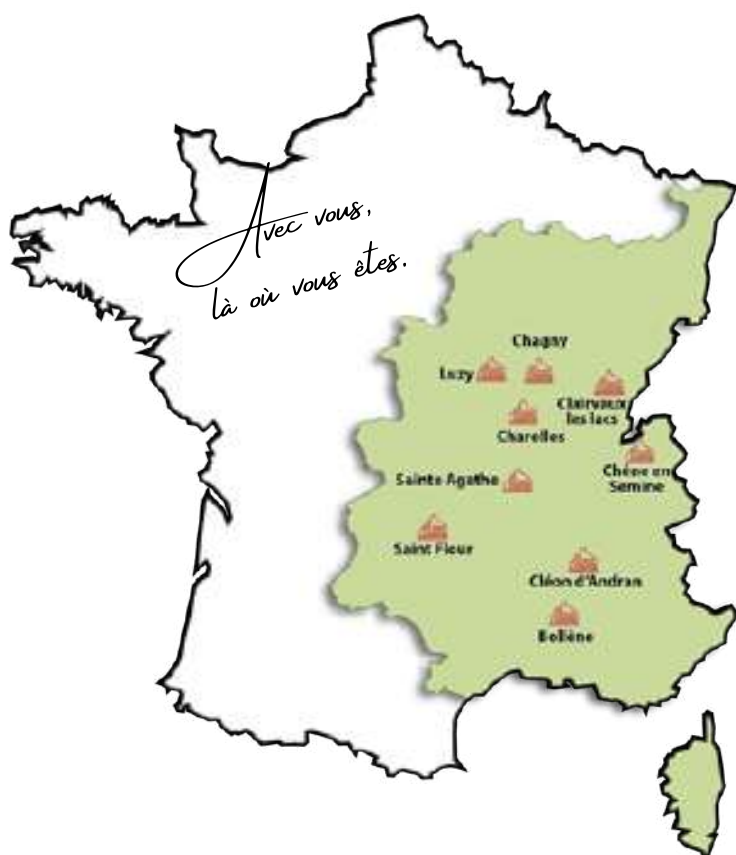 Avec vous,
là où vous êtes.
Chagny
Luzy
Clairvaux
les lacs
Charelles
Chêne en
Semine
Sainte Agathe
Saint Flour
Cléon d'Andran
Bollène